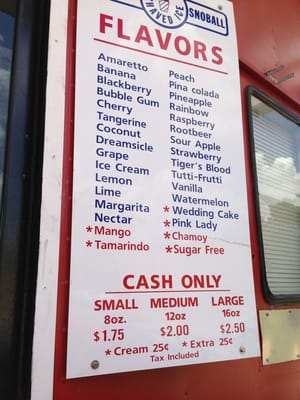 SHAVED ICE
SNOBALL
FLAVORS
Amaretto
Banana
Blackberry
Bubble Gum
Cherry
Tangerine
Coconut
Dreamsicle
Grape
Ice Cream
Lemon
Lime
Margarita
Nectar
*Mango
*Tamarindo
Peach
Pina colada
Pineapple
Rainbow
Raspberry
Rootbeer
Sour Apple
Strawberry
Tiger's Blood
Tutti-Frutti
Vanilla
Watermelon
*Wedding Cake
*Pink Lady
*Chamoy
*Sugar Free
CASH ONLY
SMALL MEDIUM LARGE
8oz. 12oz 16oz
$1.75 $2.00 $2.50
*Cream 25¢ *Extra 25¢
Tax Included